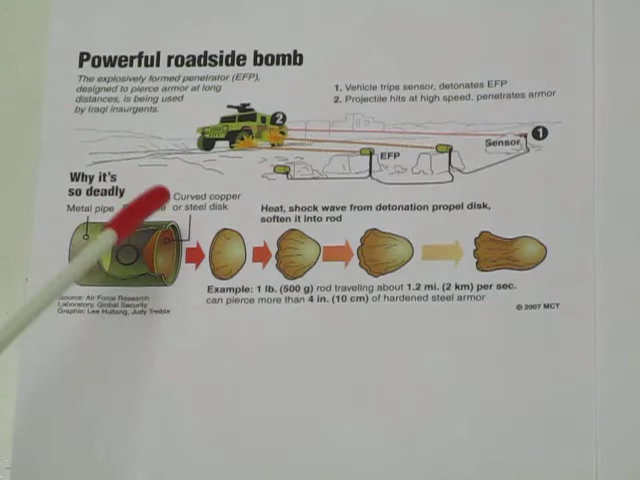 Powerful roadside bomb
The explosively formed penetrator (EFP),
designed to pierce armor at long
distances, is being used
by Iraqi insurgents.
1. Vehicle trips sensor, detonates EFP
2. Projectile hits at high speed, penetrates armor
2
1
Sensor
EFP
Why it's
so deadly
Metal pipe
Curved copper
or steel disk
Heat, shock wave from detonation propel disk,
soften it into rod
Example: 1 lb. (500 g) rod traveling about 1.2 mi. (2 km) per sec.
can pierce more than 4 in. (10 cm) of hardened steel armor
Source: Air Force Research
Laboratory, Global Security
Graphic: Lee Hulteng, Judy Treible
© 2007 MCT